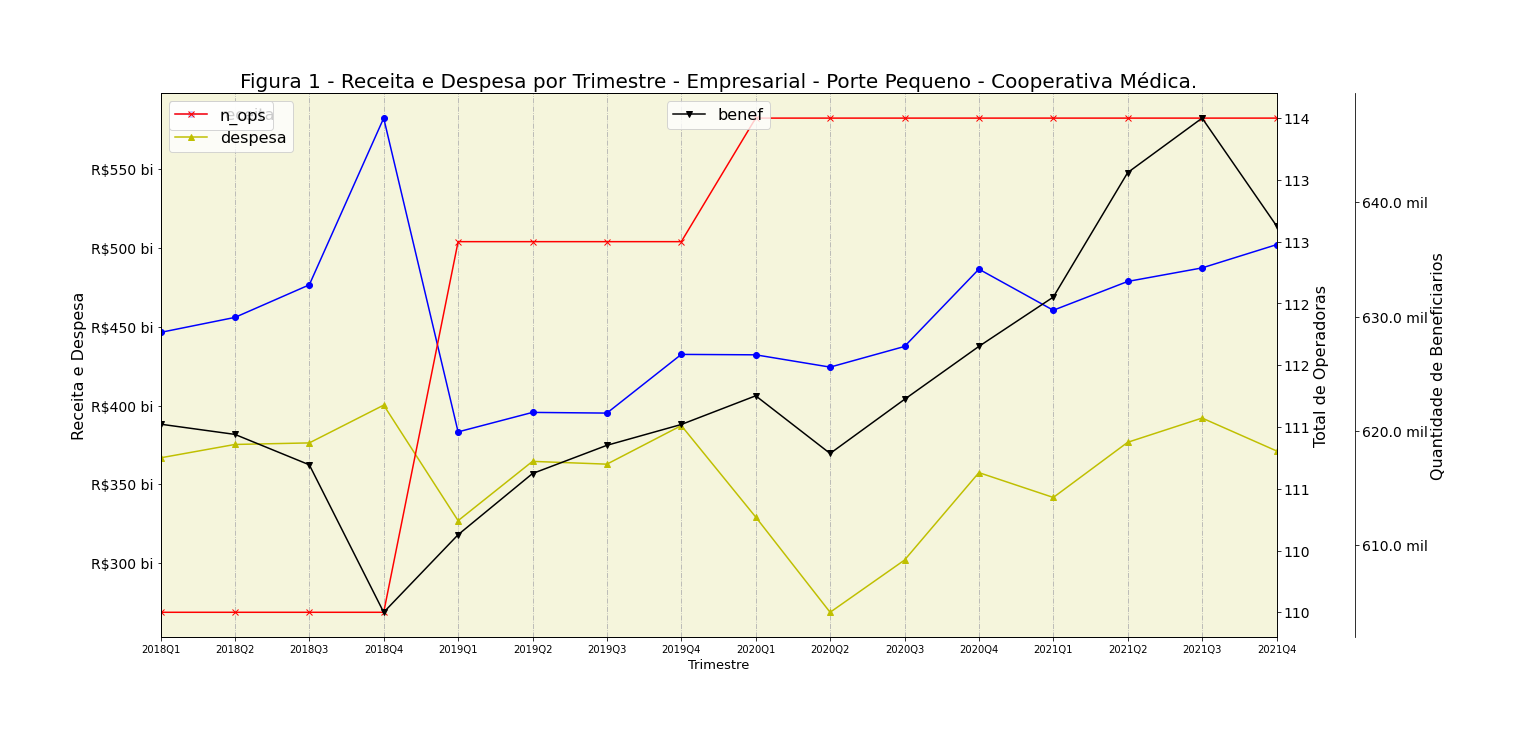 Figura 1 - Receita e Despesa por Trimestre - Empresarial - Porte Pequeno - Cooperativa Médica.
n_ops
despesa
benef
R$550 bi
R$500 bi
R$450 bi
R$400 bi
R$350 bi
R$300 bi
Receita e Despesa
114
113
113
112
112
111
111
110
110
Total de Operadoras
640.0 mil
630.0 mil
620.0 mil
610.0 mil
Quantidade de Beneficiarios
2018Q1 2018Q2 2018Q3 2018Q4 2019Q1 2019Q2 2019Q3 2019Q4 2020Q1 2020Q2 2020Q3 2020Q4 2021Q1 2021Q2 2021Q3 2021Q4
Trimestre